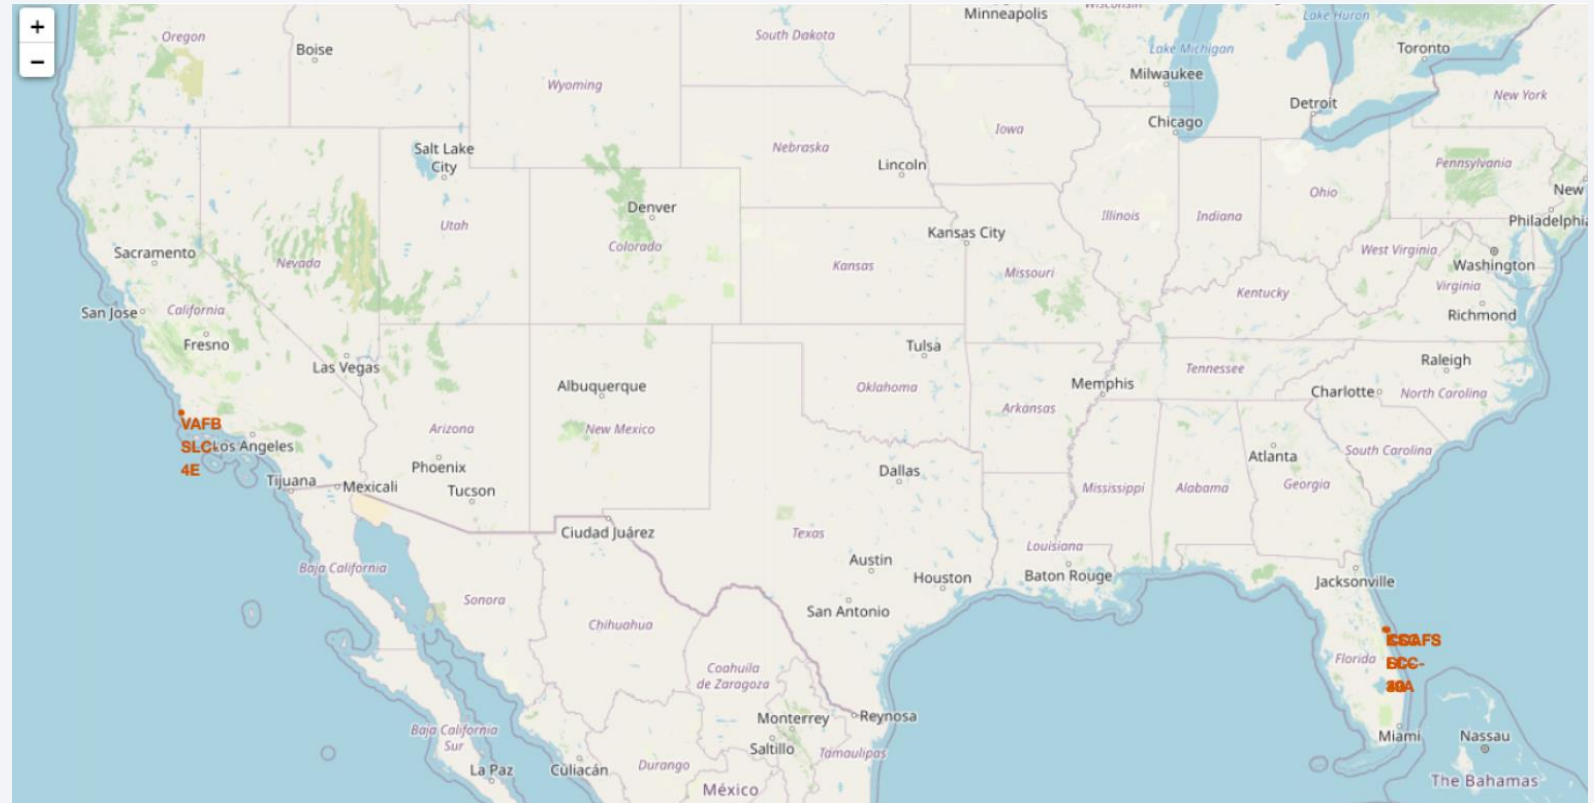 +
−
Oregon
Boise
Wyoming
South Dakota
Minneapolis
Wisconsin
Lake Michigan
Lake Huron
Toronto
Milwaukee
Detroit
New York
Chicago
Iowa
Nebraska
Lincoln
Salt Lake
City
Pennsylvania
New
Ohio
Philadelphia
Denver
Utah
Colorado
Illinois
Indiana
Kansas City
Sacramento
Nevada
Kansas
Missouri
West Virginia
Washington
Virginia
Kentucky
Richmond
San Jose
California
Fresno
Las Vegas
Tulsa
Raleigh
Albuquerque
Oklahoma
Memphis
Tennessee
Charlotte
North Carolina
Arkansas
VAFB
SLC-
4E
Los Angeles
Arizona
New Mexico
Phoenix
Tucson
Dallas
Atlanta
South Carolina
Tijuana
Mexicali
Mississippi
Alabama
Georgia
Ciudad Juárez
Texas
Louisiana
Austin
Houston
Baton Rouge
Jacksonville
Baja California
Sonora
Chihuahua
San Antonio
Florida
Coahuila
de Zaragoza
Monterrey
Reynosa
Saltillo
Tamaulipas
Baja California
Sur
La Paz
Culiacán
Durango
México
Miami
Nassau
The Bahamas